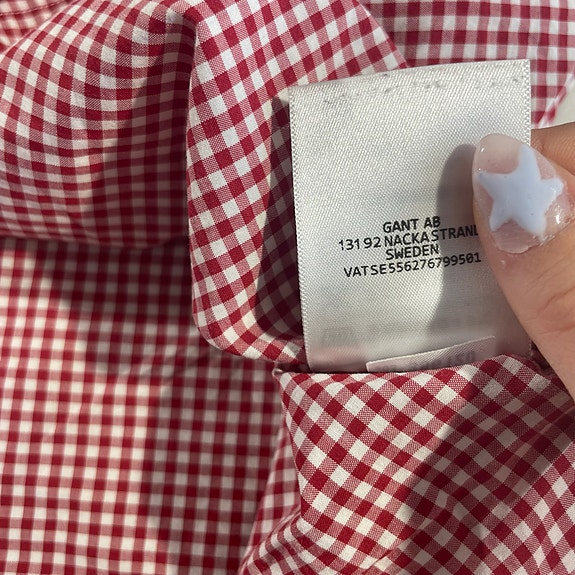 GANT AB
131 92 NACKA STRAND
SWEDEN
VATSE556276799501